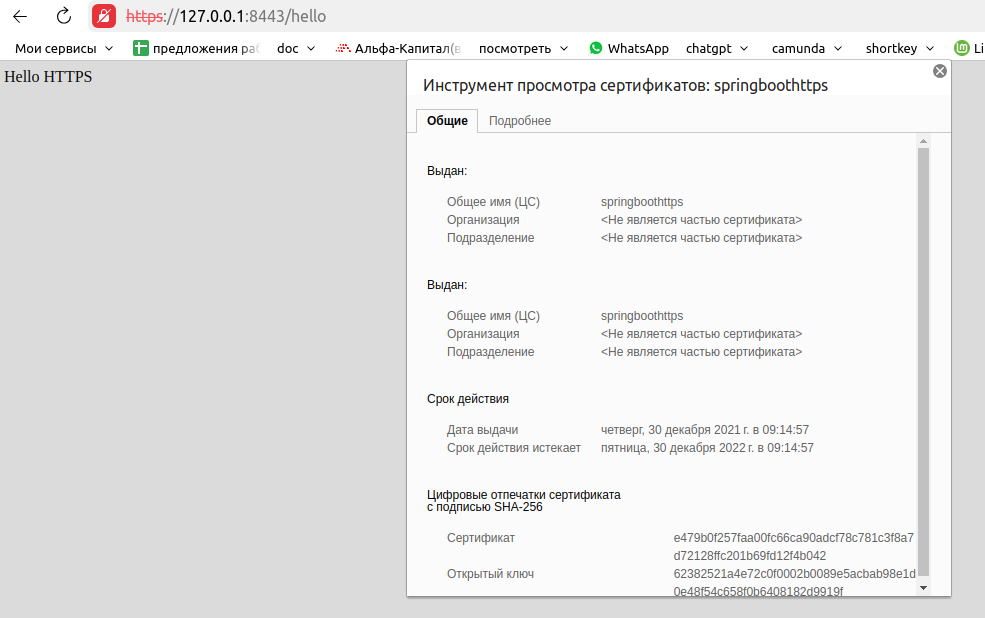 https://127.0.0.1:8443/hello
Мои сервисы предложения ра doc Альфа-Капитал(в посмотреть WhatsApp chatgpt camunda shortkey Li
Hello HTTPS
Инструмент просмотра сертификатов: springboothttps
Общие Подробнее
Выдан:
Общее имя (ЦС) springboothttps
Организация <Не является частью сертификата>
Подразделение <Не является частью сертификата>
Выдан:
Общее имя (ЦС) springboothttps
Организация <Не является частью сертификата>
Подразделение <Не является частью сертификата>
Срок действия
Дата выдачи четверг, 30 декабря 2021 г. в 09:14:57
Срок действия истекает пятница, 30 декабря 2022 г. в 09:14:57
Цифровые отпечатки сертификата
с подписью SHA-256
Сертификат e479b0f257faa00fc66ca90adcf78c781c3f8a7
d72128ffc201b69fd12f4b042
Открытый ключ 62382521a4e72c0f0002b0089e5acbab98e1d
0e48f54c658f0b6408182d9919f